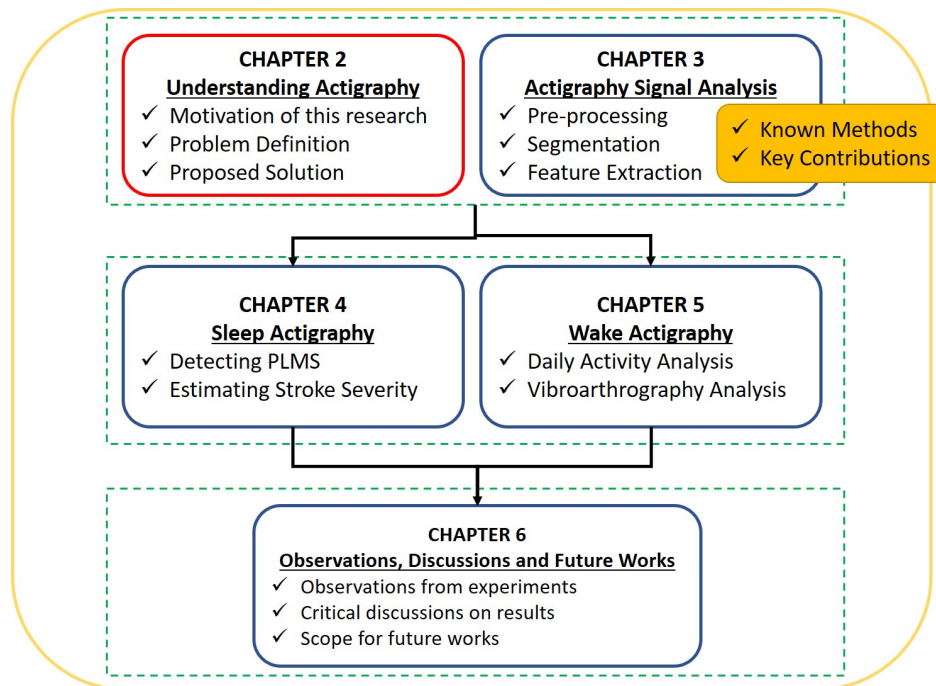 CHAPTER 2
Understanding Actigraphy
✓ Motivation of this research
✓ Problem Definition
✓ Proposed Solution
CHAPTER 3
Actigraphy Signal Analysis
✓ Pre-processing
✓ Segmentation
✓ Feature Extraction
✓ Known Methods
✓ Key Contributions
CHAPTER 4
Sleep Actigraphy
✓ Detecting PLMS
✓ Estimating Stroke Severity
CHAPTER 5
Wake Actigraphy
✓ Daily Activity Analysis
✓ Vibroarthrography Analysis
CHAPTER 6
Observations, Discussions and Future Works
✓ Observations from experiments
✓ Critical discussions on results
✓ Scope for future works